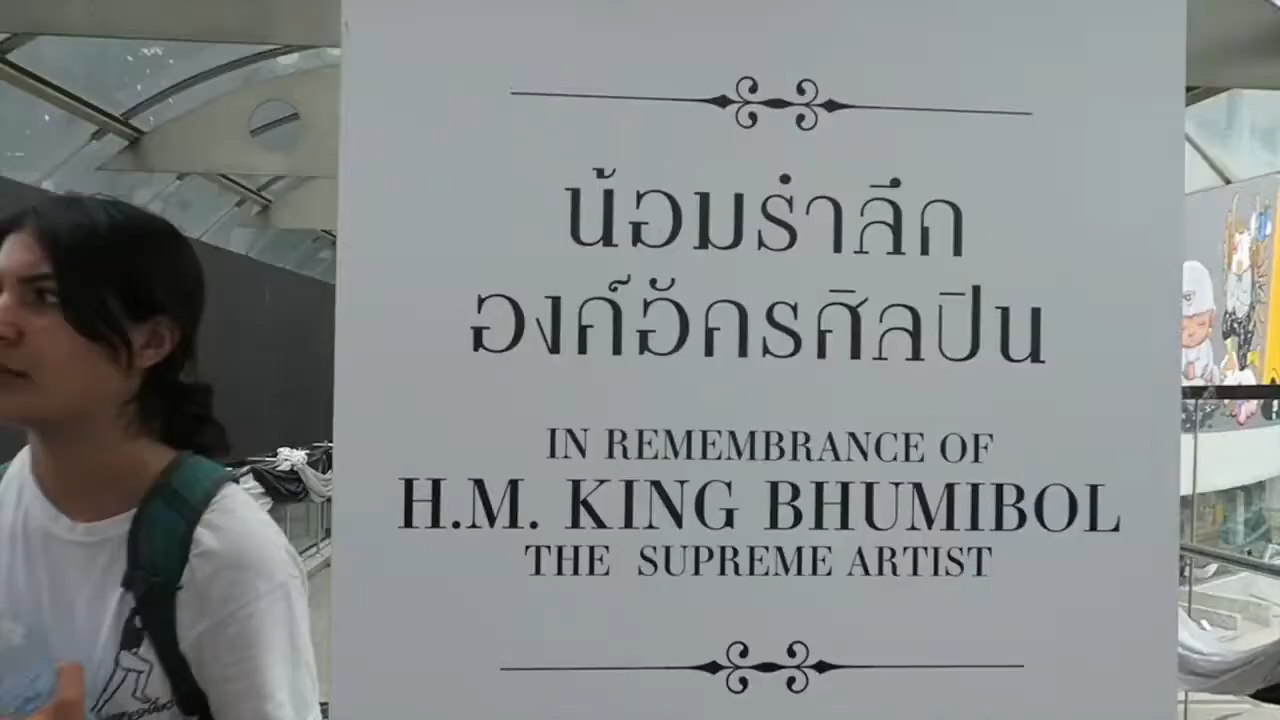 น้อมรำลึก
องค์อัครศิลปิน
IN REMEMBRANCE OF
H.M. KING BHUMIBOL
THE SUPREME ARTIST